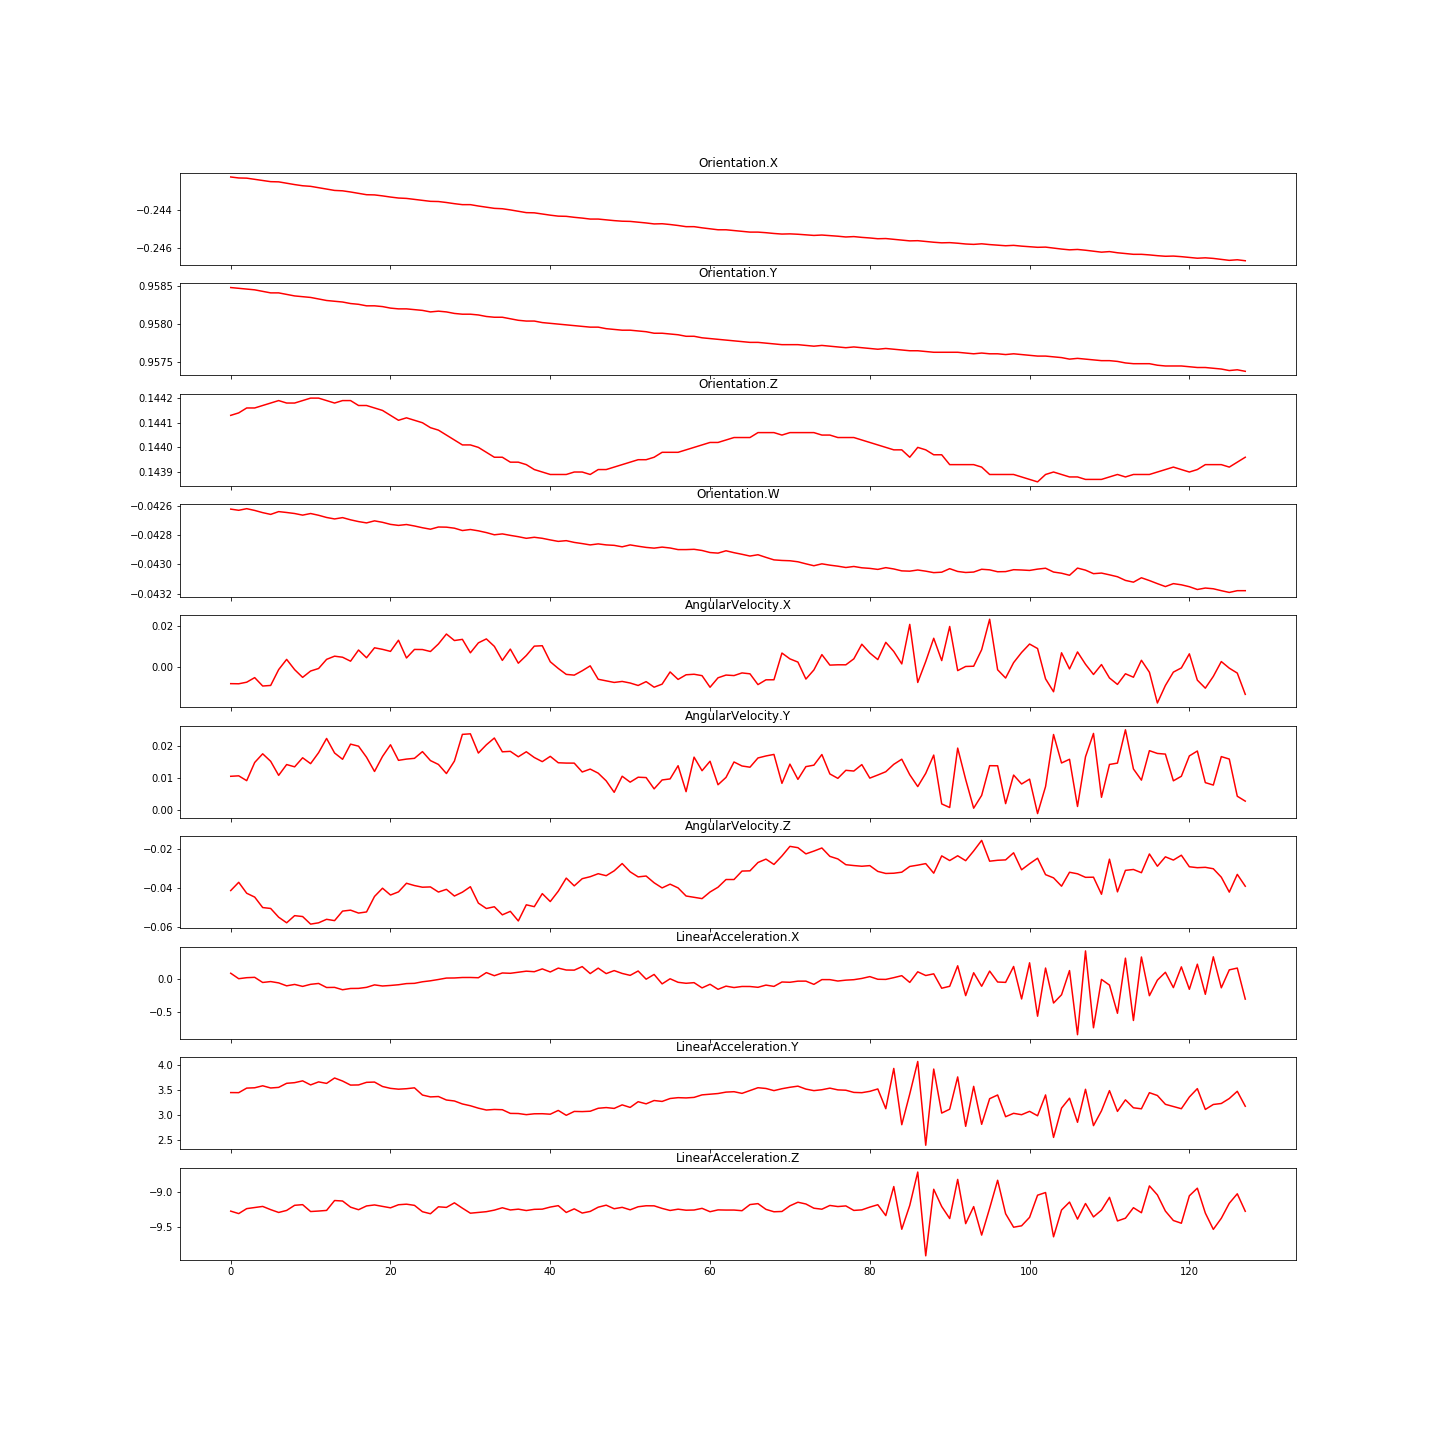 Orientation.X
−0.244
−0.246
Orientation.Y
0.9585
0.9580
0.9575
Orientation.Z
0.1442
0.1441
0.1440
0.1439
Orientation.W
−0.0426
−0.0428
−0.0430
−0.0432
AngularVelocity.X
0.02
0.00
AngularVelocity.Y
0.02
0.01
0.00
AngularVelocity.Z
−0.02
−0.04
−0.06
LinearAcceleration.X
0.0
−0.5
LinearAcceleration.Y
4.0
3.5
3.0
2.5
LinearAcceleration.Z
−9.0
−9.5
0 20 40 60 80 100 120